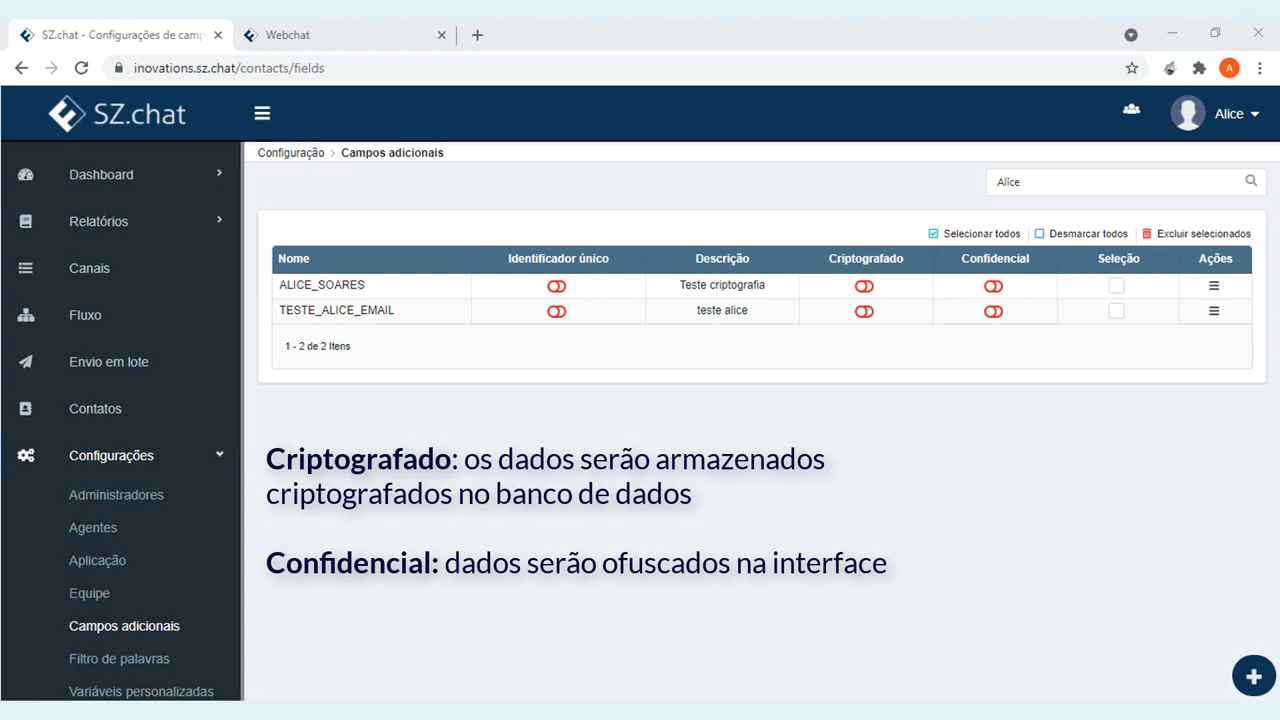 SZ.chat - Configurações de camp
Webchat
inovations.sz.chat/contacts/fields
A
SZ.chat
Alice
Configuração > Campos adicionais
Alice
Dashboard
Relatórios
Canais
Fluxo
Envio em lote
Contatos
Configurações
Administradores
Agentes
Aplicação
Equipe
Campos adicionais
Filtro de palavras
Variáveis personalizadas
Selecionar todos Desmarcar todos Excluir selecionados
Nome Identificador único Descrição Criptografado Confidencial Seleção Ações
ALICE_SOARES Teste criptografia
TESTE_ALICE_EMAIL teste alice
1 - 2 de 2 Itens
Criptografado: os dados serão armazenados
criptografados no banco de dados
Confidencial: dados serão ofuscados na interface